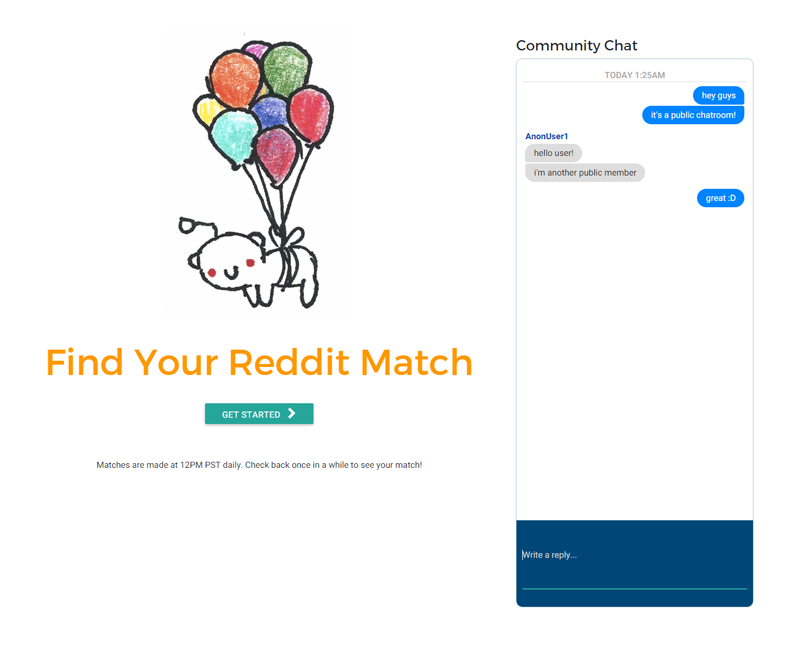 Find Your Reddit Match
GET STARTED
Matches are made at 12PM PST daily. Check back once in a while to see your match!
Community Chat
TODAY 1:25AM
hey guys
it's a public chatroom!
AnonUser1
hello user!
i'm another public member
great :D
Write a reply...